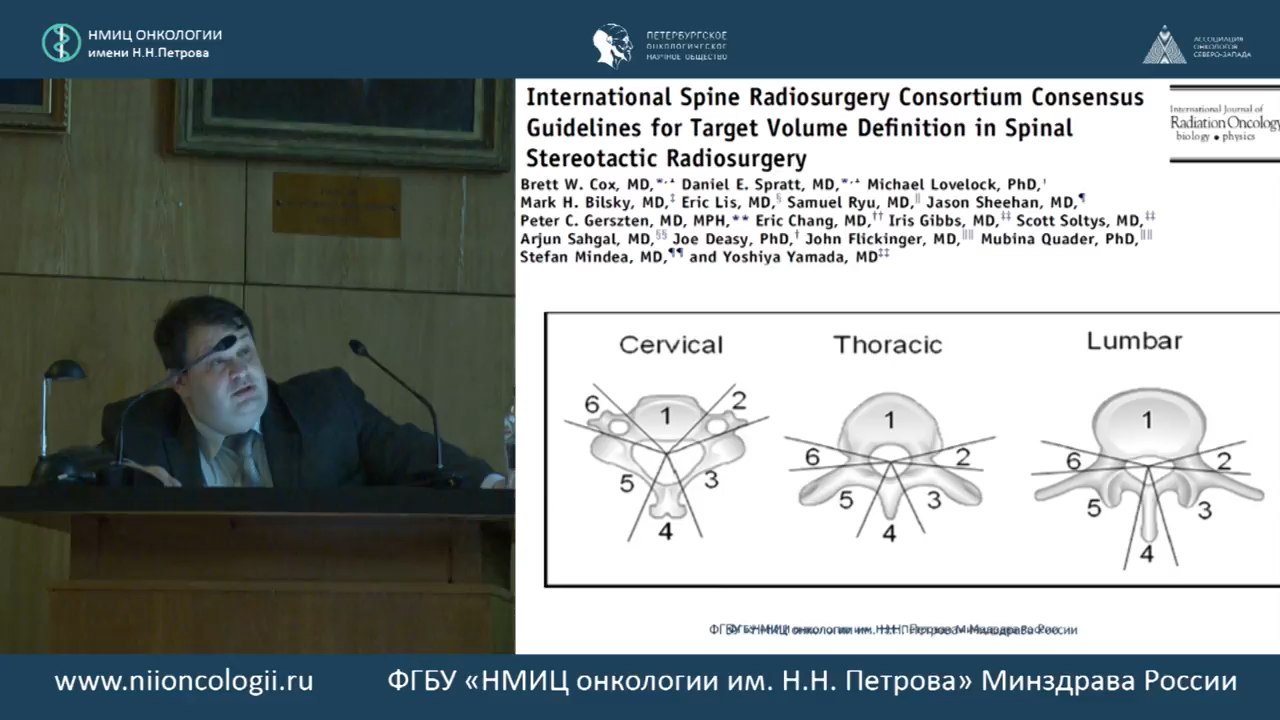 НМИЦ ОНКОЛОГИИ
имени Н.Н.Петрова
ПЕТЕРБУРГСКОЕ
ОНКОЛОГИЧЕСКОЕ
НАУЧНОЕ ОБЩЕСТВО
АССОЦИАЦИЯ
ОНКОЛОГОВ
СЕВЕРО-ЗАПАДА
International Spine Radiosurgery Consortium Consensus
Guidelines for Target Volume Definition in Spinal
Stereotactic Radiosurgery
International Journal of
Radiation Oncology
biology • physics
Brett W. Cox, MD, Daniel E. Spratt, MD, Michael Lovelock, PhD,†
Mark H. Bilsky, MD,‡ Eric Lis, MD,§ Samuel Ryu, MD,‖ Jason Sheehan, MD,¶
Peter C. Gerszten, MD, MPH,** Eric Chang, MD,†† Iris Gibbs, MD,‡‡ Scott Soltys, MD,‡‡
Arjun Sahgal, MD,§§ Joe Deasy, PhD,† John Flickinger, MD,‖‖ Mubina Quader, PhD,‖‖
Stefan Mindea, MD,¶¶ and Yoshiya Yamada, MD‡‡
Cervical
Thoracic
Lumbar
6 1 2
5 3
4
1
6 2
5 3
4
1
6 2
5 3
4
www.niioncologii.ru
ФГБУ «НМИЦ онкологии им. Н.Н. Петрова» Минздрава России